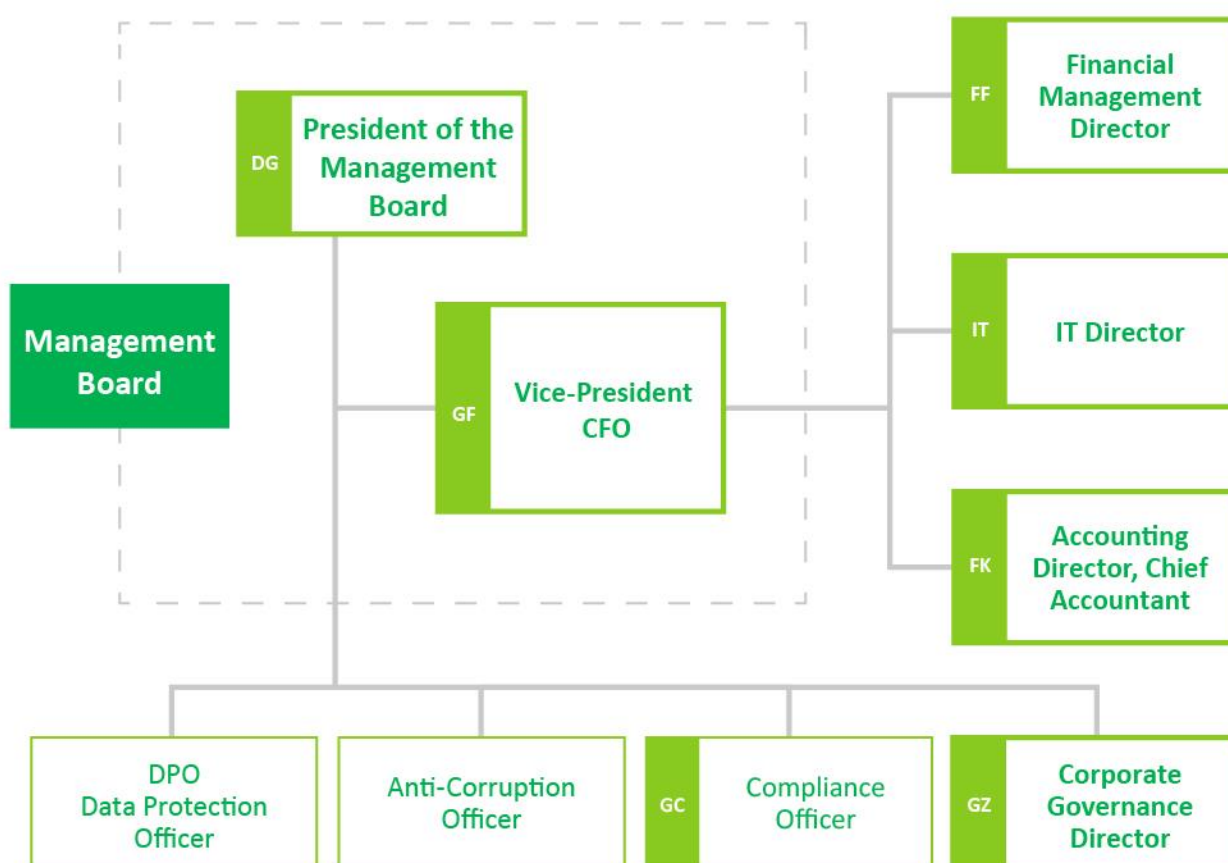 DG
President of the
Management
Board
Management
Board
GF
Vice-President
CFO
FF
Financial
Management
Director
IT
IT Director
FK
Accounting
Director, Chief
Accountant
DPO
Data Protection
Officer
Anti-Corruption
Officer
GC
Compliance
Officer
GZ
Corporate
Governance
Director